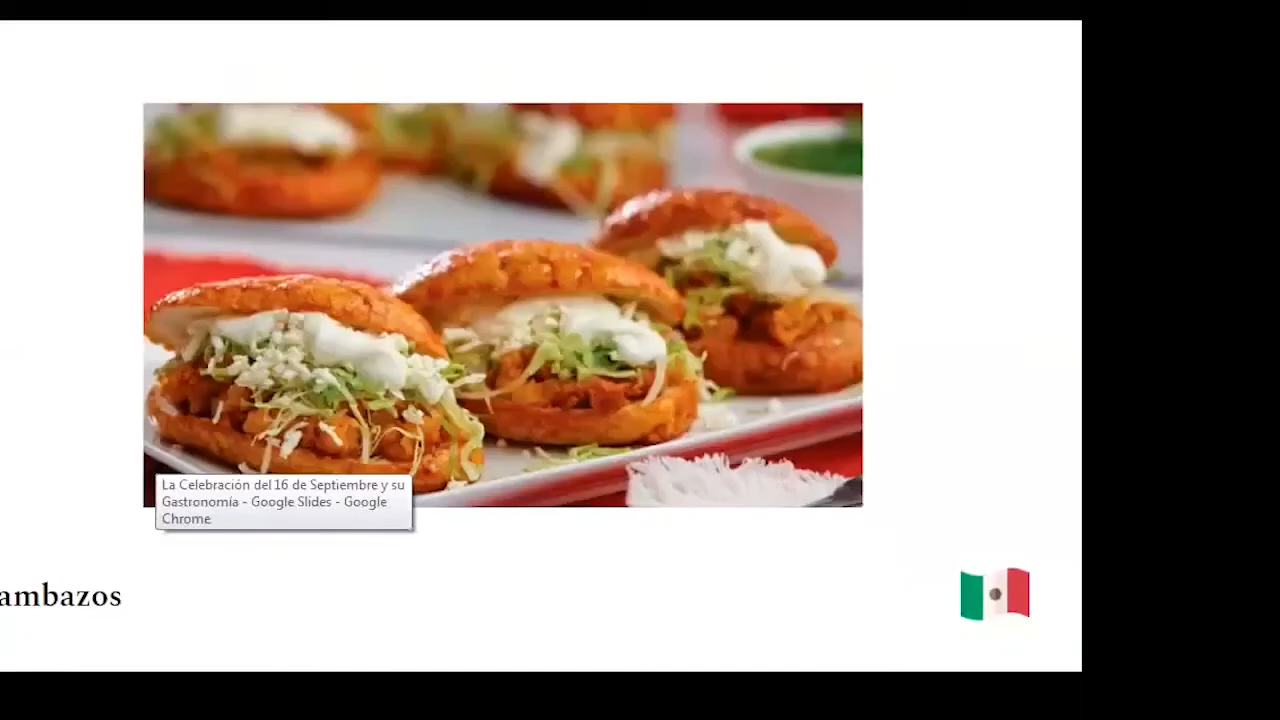 La Celebración del 16 de Septiembre y su
Gastronomía - Google Slides - Google
Chrome
ambazos